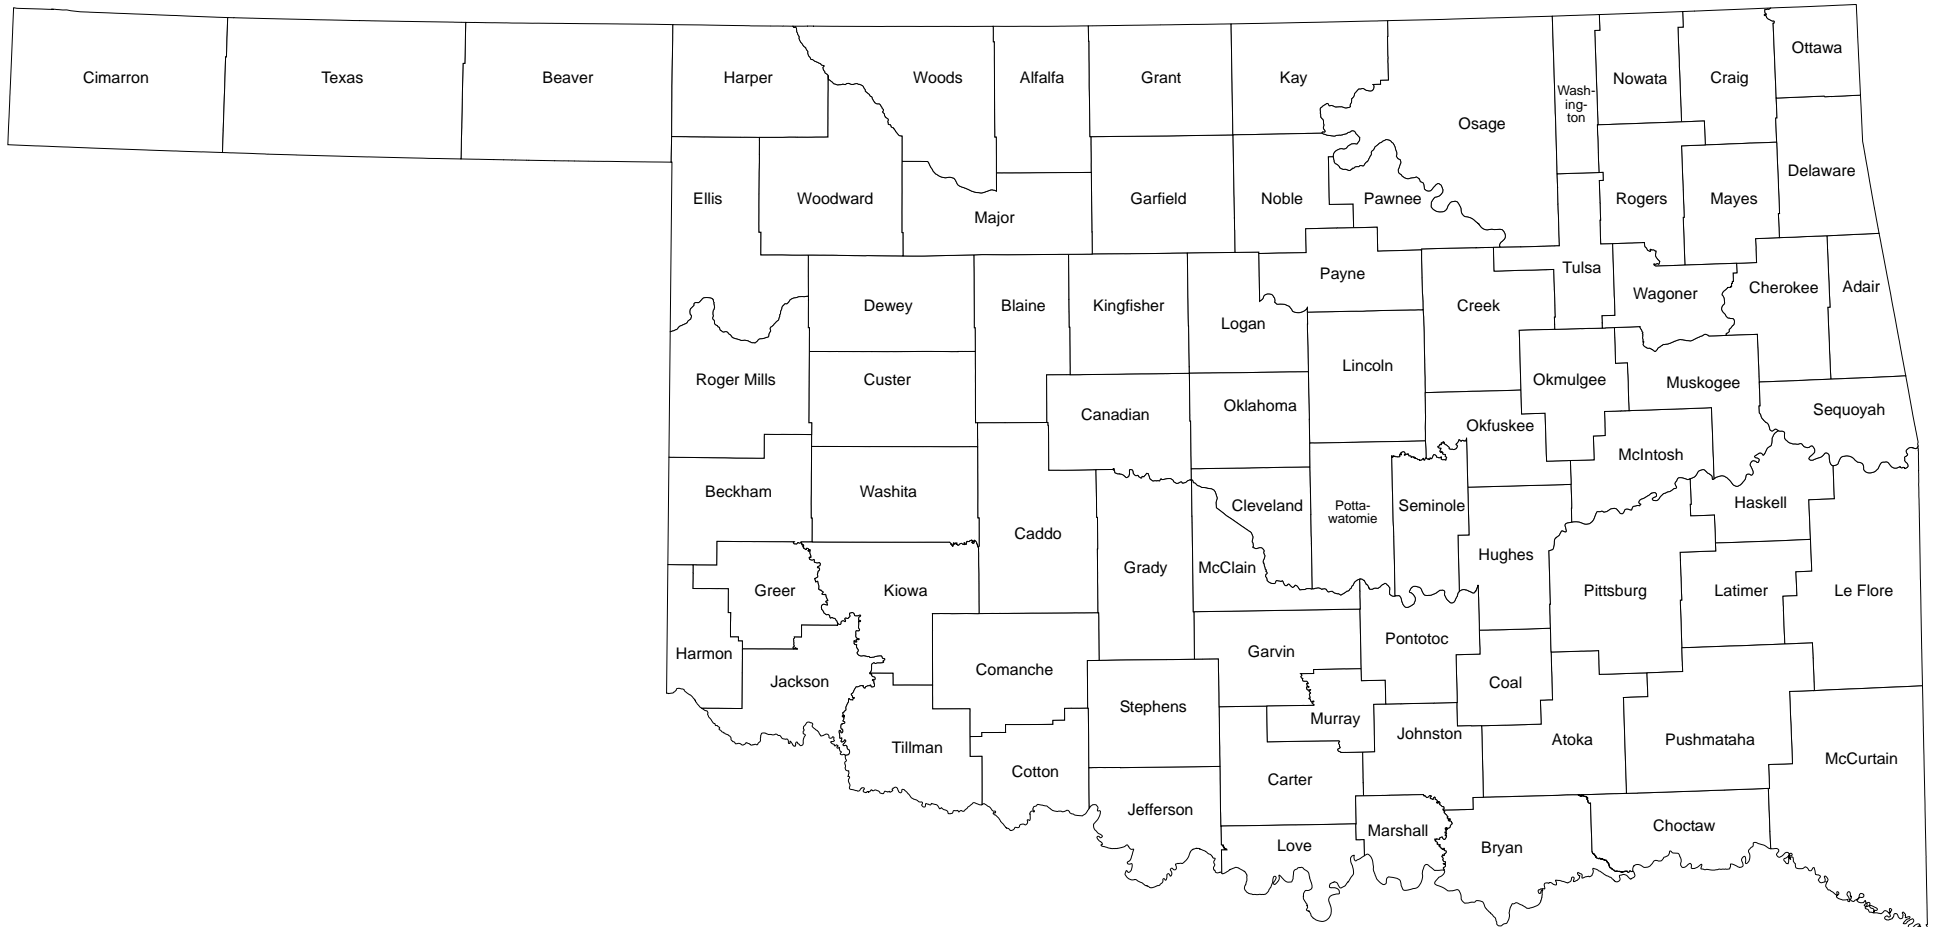 Cimarron
Texas
Beaver
Harper
Woods
Alfalfa
Grant
Kay
Osage
Wash-
ing-
ton
Nowata
Craig
Ottawa
Ellis
Woodward
Major
Garfield
Noble
Pawnee
Rogers
Mayes
Delaware
Dewey
Blaine
Kingfisher
Logan
Payne
Creek
Tulsa
Wagoner
Cherokee
Adair
Roger Mills
Custer
Canadian
Oklahoma
Lincoln
Okmulgee
Muskogee
Sequoyah
Okfuskee
McIntosh
Beckham
Washita
Caddo
Grady
McClain
Cleveland
Potta-
watomie
Seminole
Hughes
Haskell
Pittsburg
Latimer
Le Flore
Greer
Kiowa
Harmon
Jackson
Comanche
Garvin
Pontotoc
Coal
Stephens
Murray
Johnston
Atoka
Pushmataha
McCurtain
Tillman
Cotton
Jefferson
Carter
Love
Marshall
Bryan
Choctaw